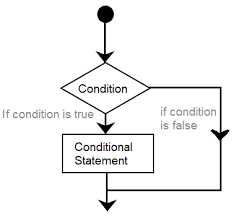 Condition
If condition is true
if condition
is false
Conditional
Statement